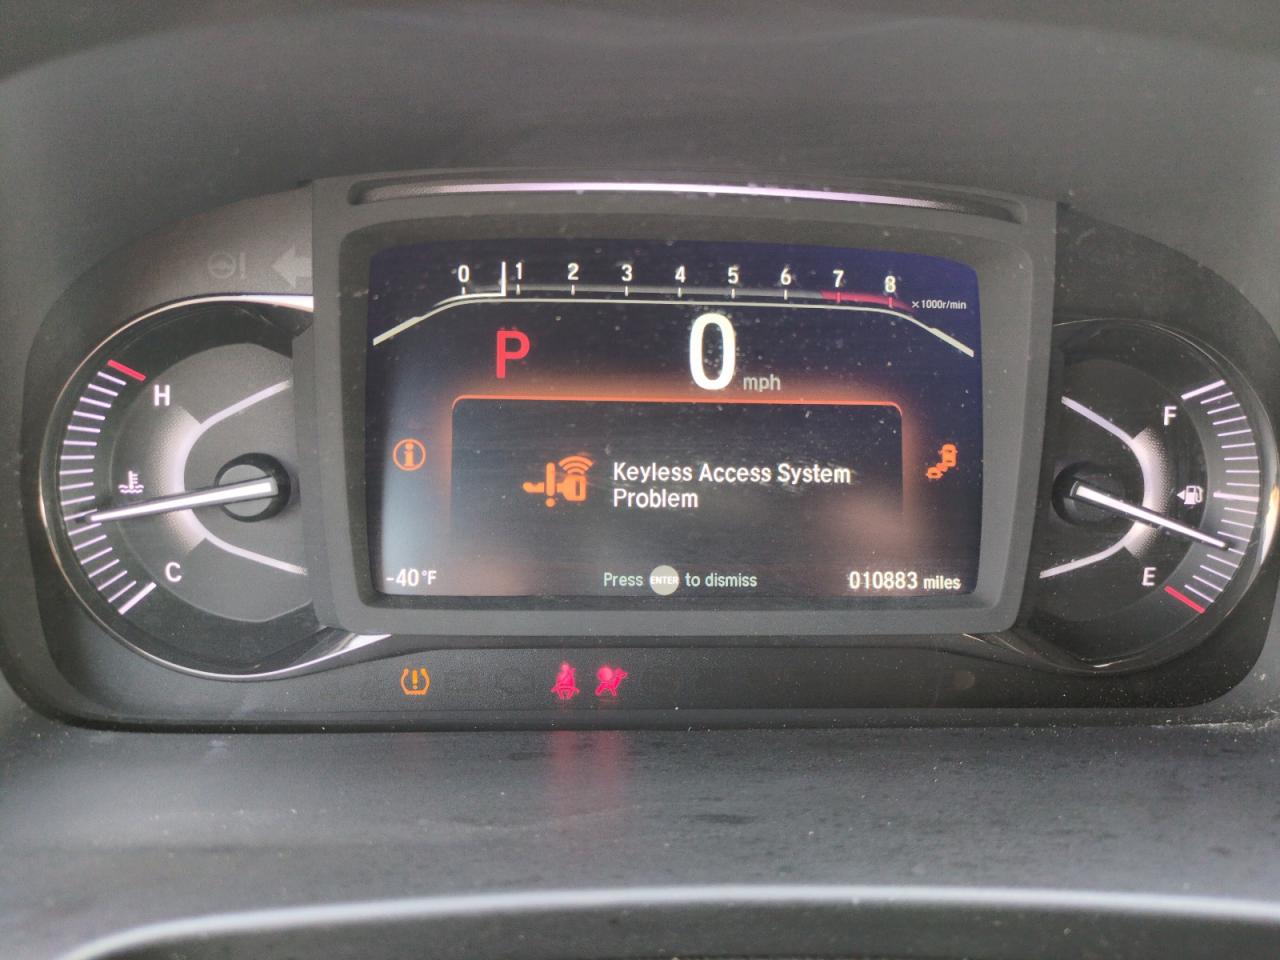 0 1 2 3 4 5 6 7 8
×1000r/min
P 0 mph
H
F
Keyless Access System
Problem
C
E
-40°F
Press ENTER to dismiss
010883 miles